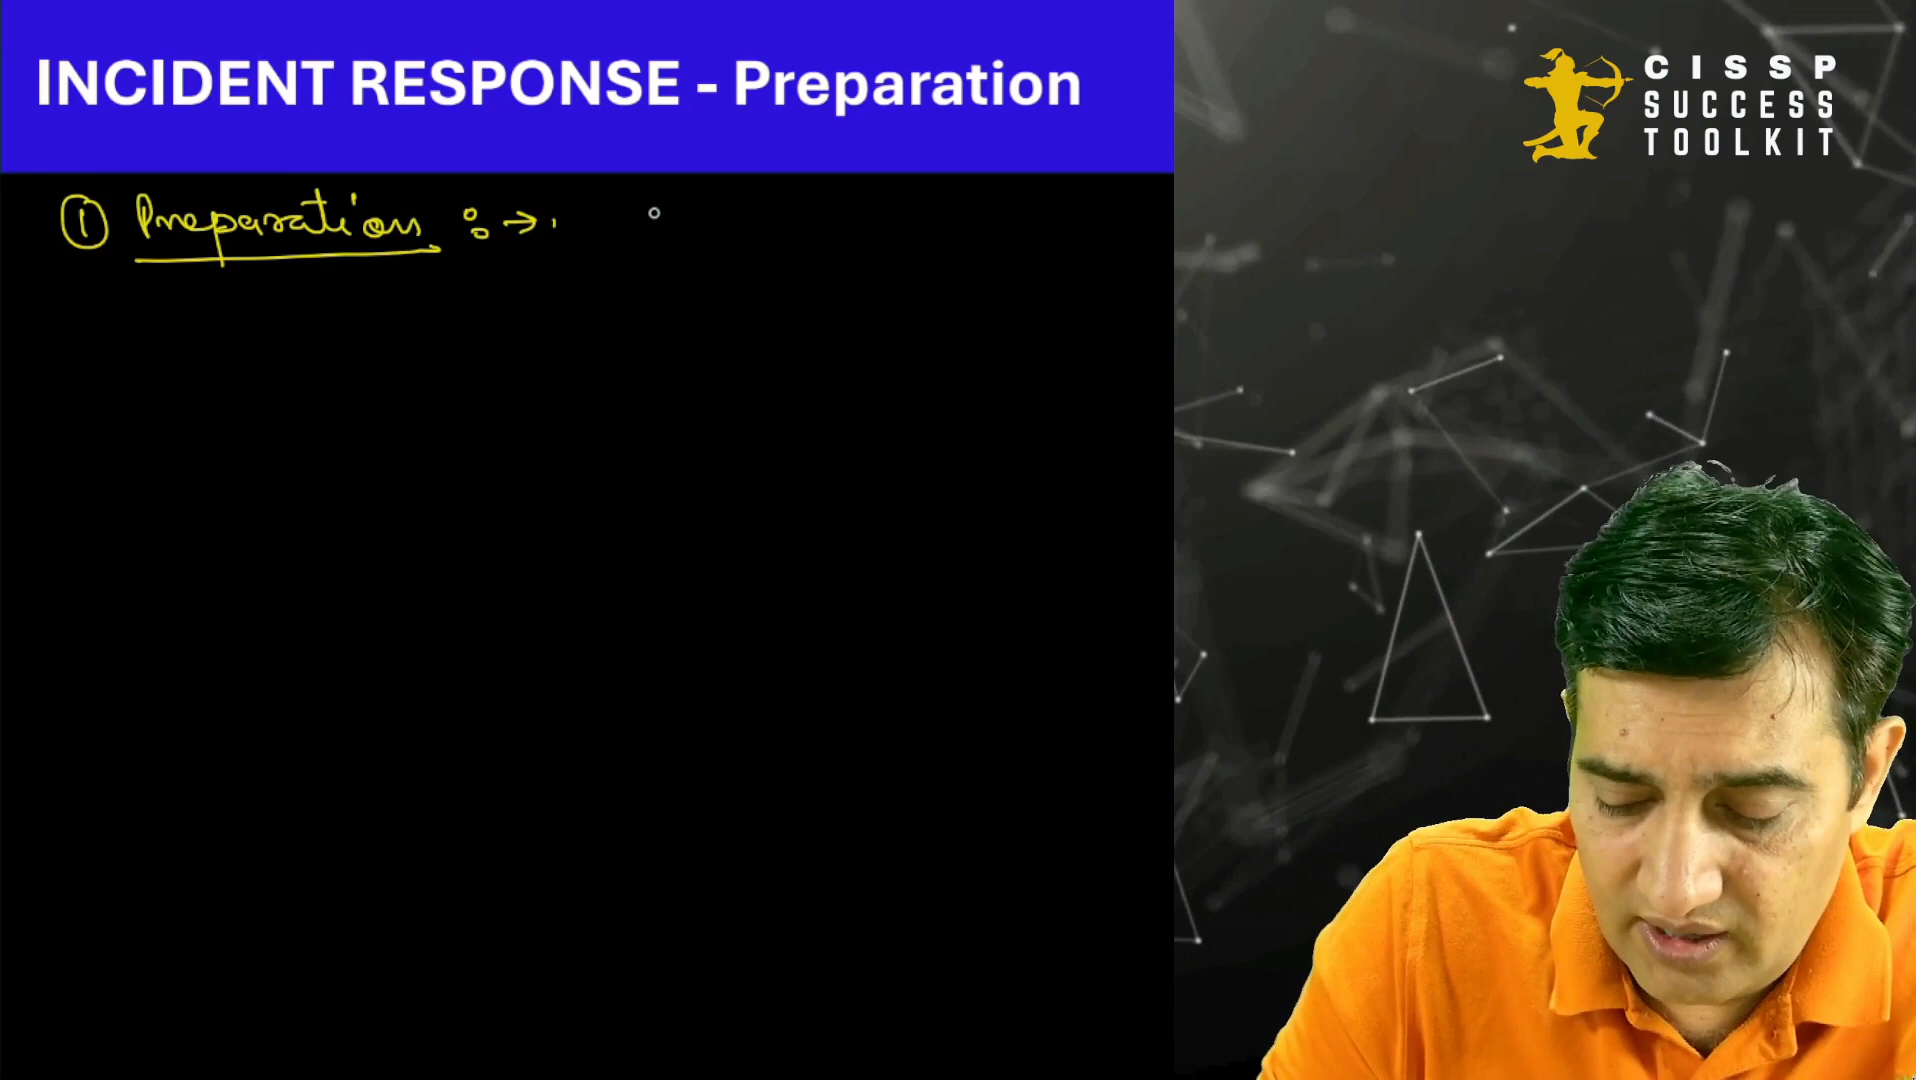 INCIDENT RESPONSE - Preparation
CISSP
SUCCESS
TOOLKIT
① Preparation : →